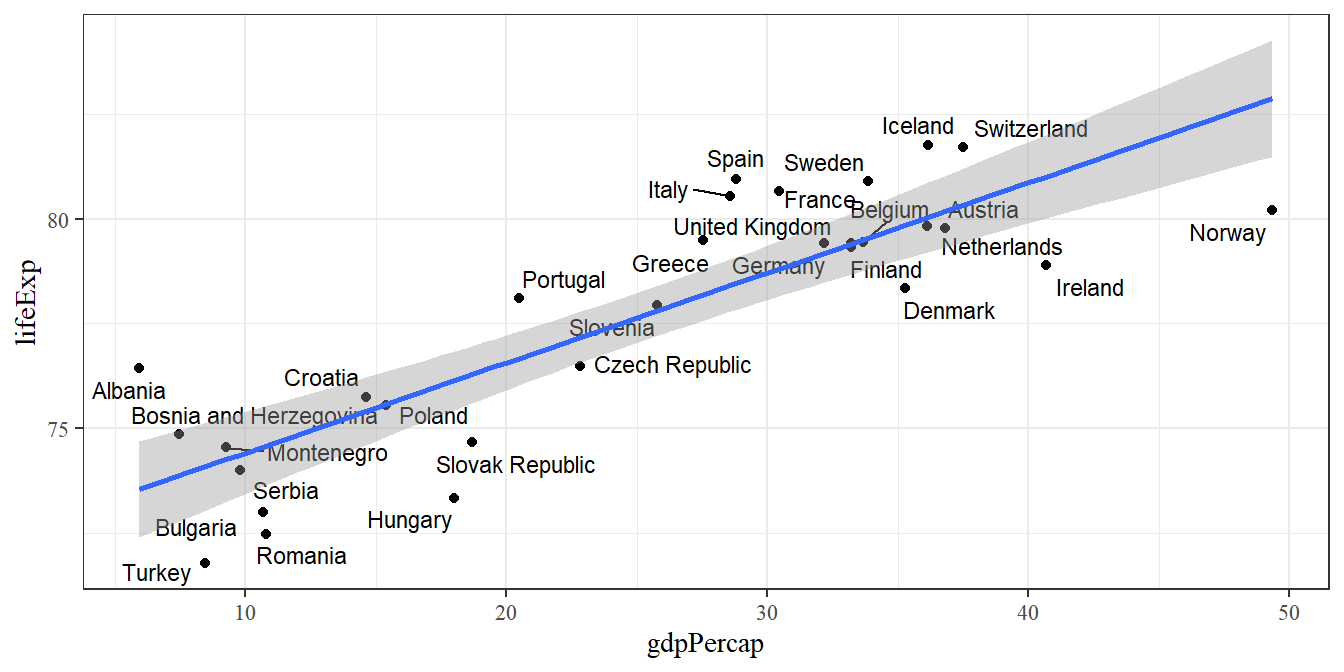 Iceland
Switzerland
Spain
Sweden
Italy
France
Belgium
Austria
United Kingdom
Norway
Netherlands
Greece
Germany
Finland
Portugal
Ireland
Denmark
Slovenia
Czech Republic
Croatia
Albania
Bosnia and Herzegovina
Poland
Montenegro
Slovak Republic
Serbia
Hungary
Bulgaria
Romania
Turkey
80
75
lifeExp
10
20
30
40
50
gdpPercap